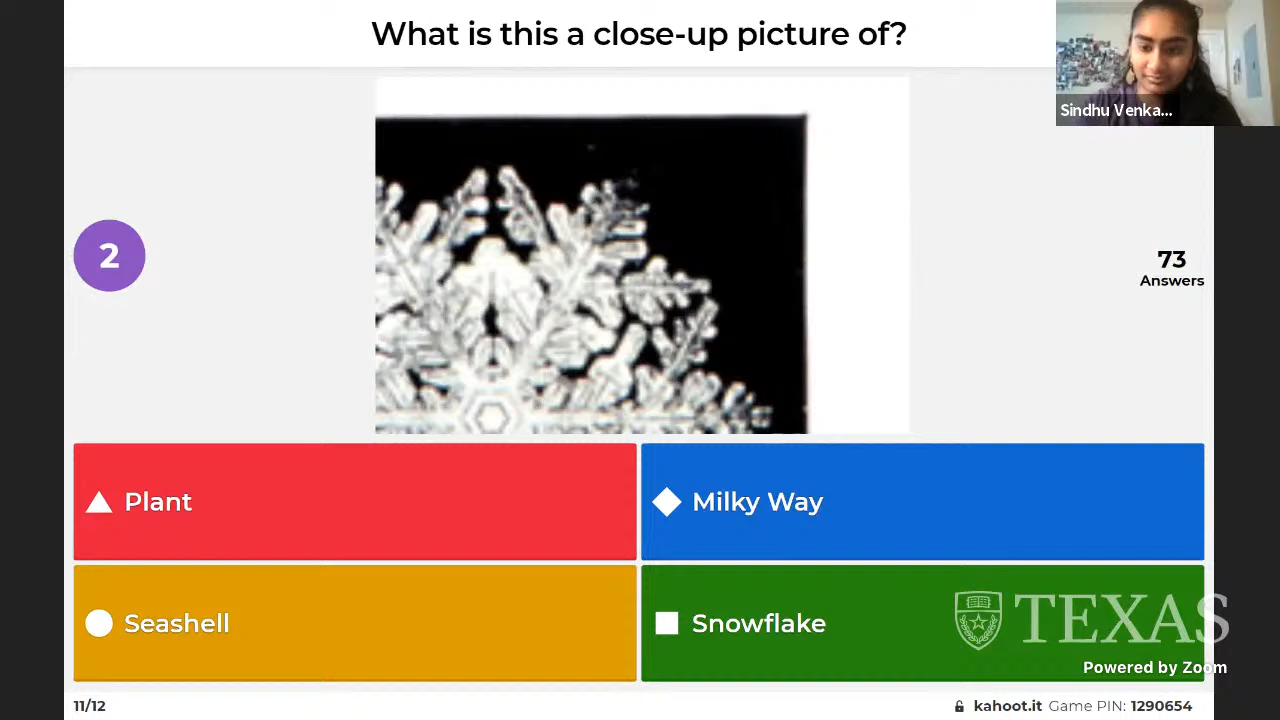 What is this a close-up picture of?
Sindhu Venka...
2
73
Answers
Plant
Milky Way
Seashell
Snowflake
TEXAS
Powered by Zoom
11/12
kahoot.it Game PIN: 1290654